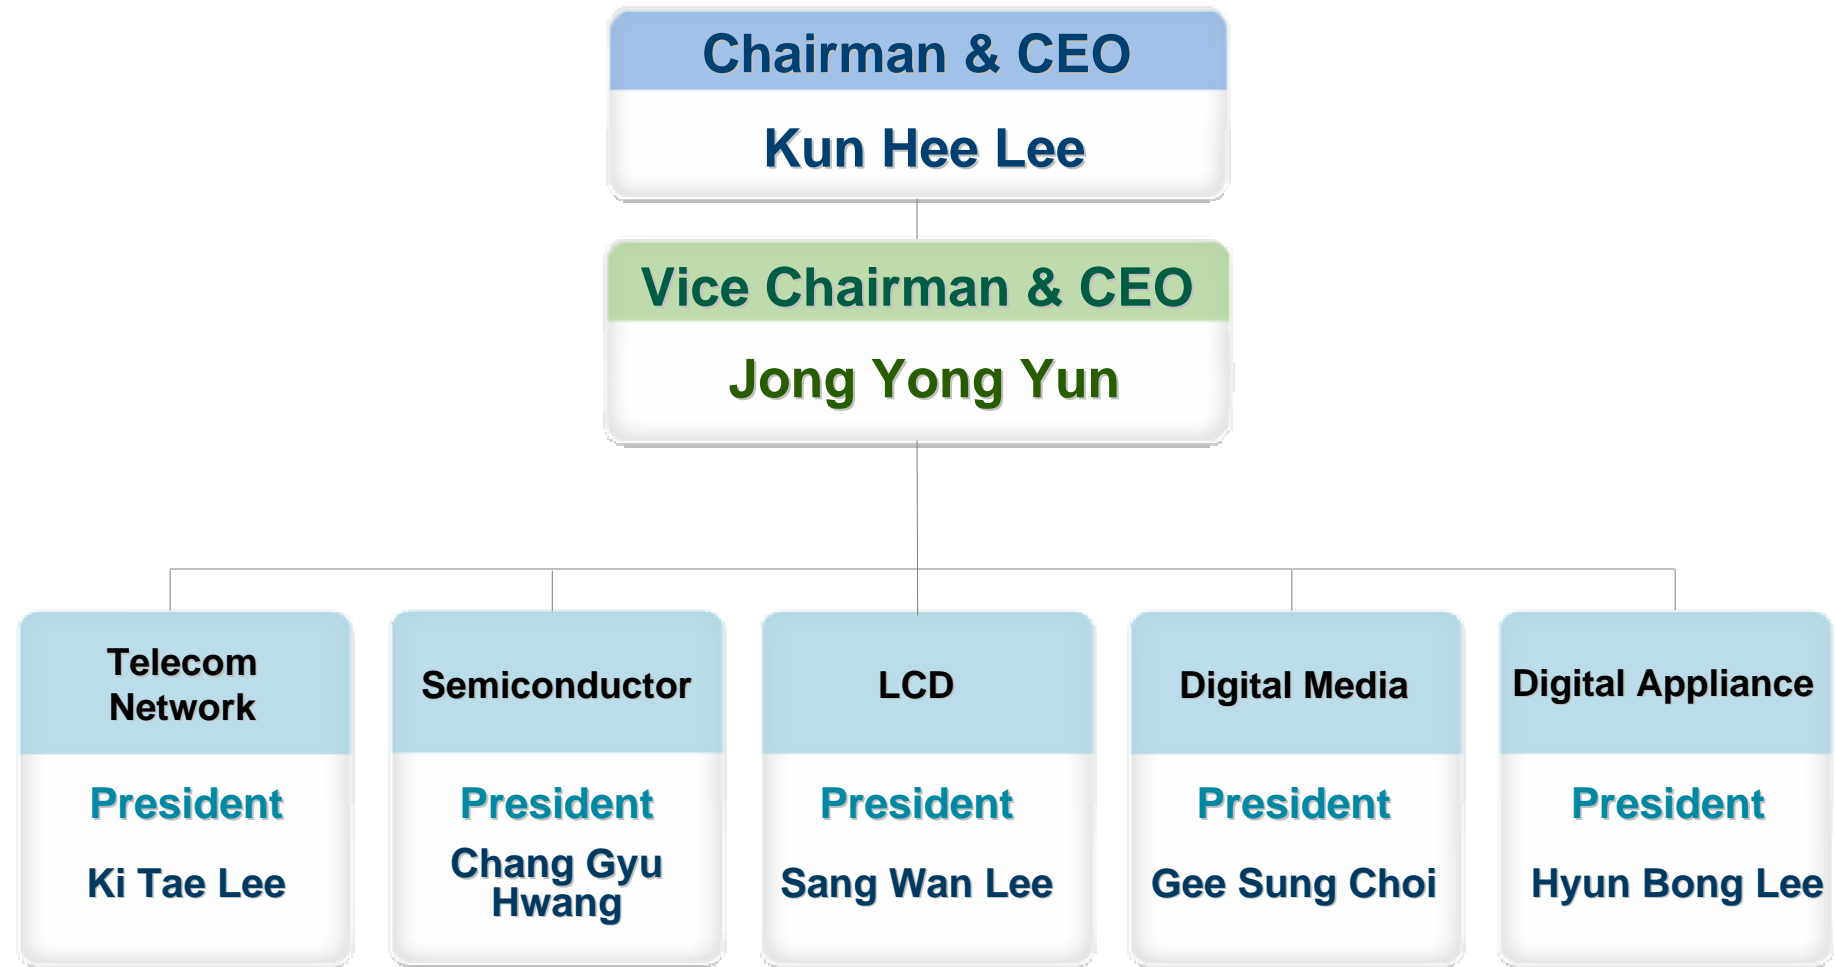 Chairman & CEO
Kun Hee Lee
Vice Chairman & CEO
Jong Yong Yun
Telecom
Network
President
Ki Tae Lee
Semiconductor
President
Chang Gyu
Hwang
LCD
President
Sang Wan Lee
Digital Media
President
Gee Sung Choi
Digital Appliance
President
Hyun Bong Lee